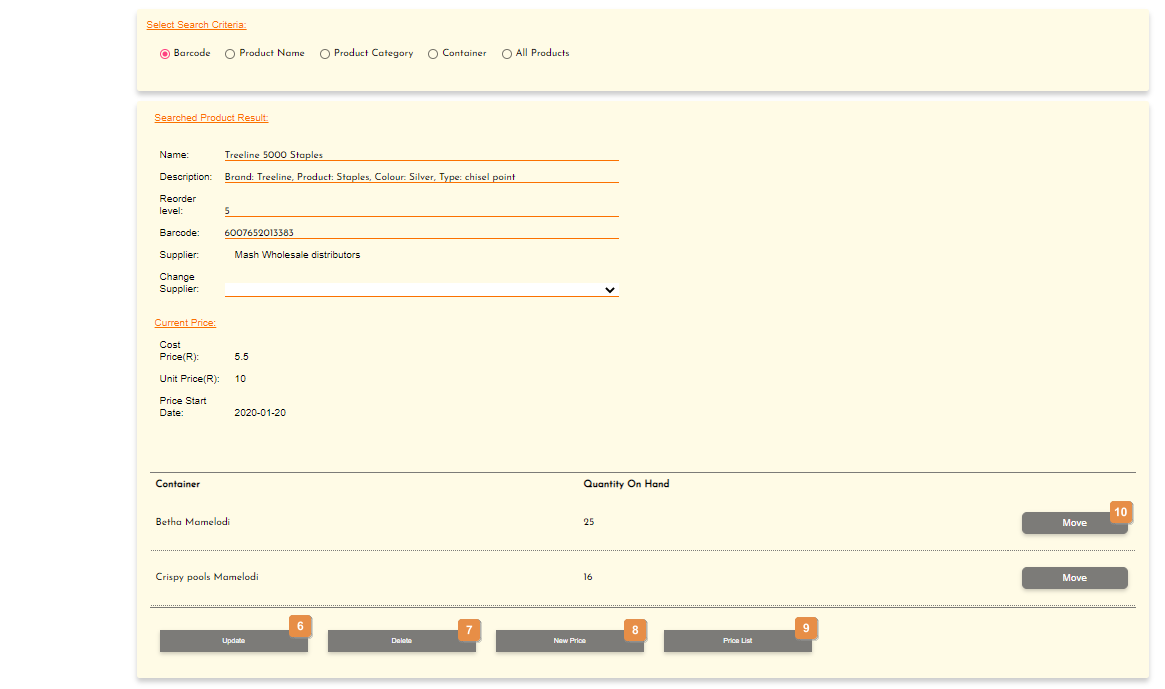 Select Search Criteria:
Barcode Product Name Product Category Container All Products
Searched Product Result:
Name: Treeline 5000 Staples
Description: Brand: Treeline, Product: Staples, Colour: Silver, Type: chisel point
Reorder
level: 5
Barcode: 6007652013383
Supplier: Mash Wholesale distributors
Change
Supplier:
Current Price:
Cost
Price(R): 5.5
Unit Price(R): 10
Price Start
Date: 2020-01-20
Container Quantity On Hand
10
Betha Mamelodi 25 Move
Crispy pools Mamelodi 16 Move
6 7 8 9
Update Delete New Price Price List